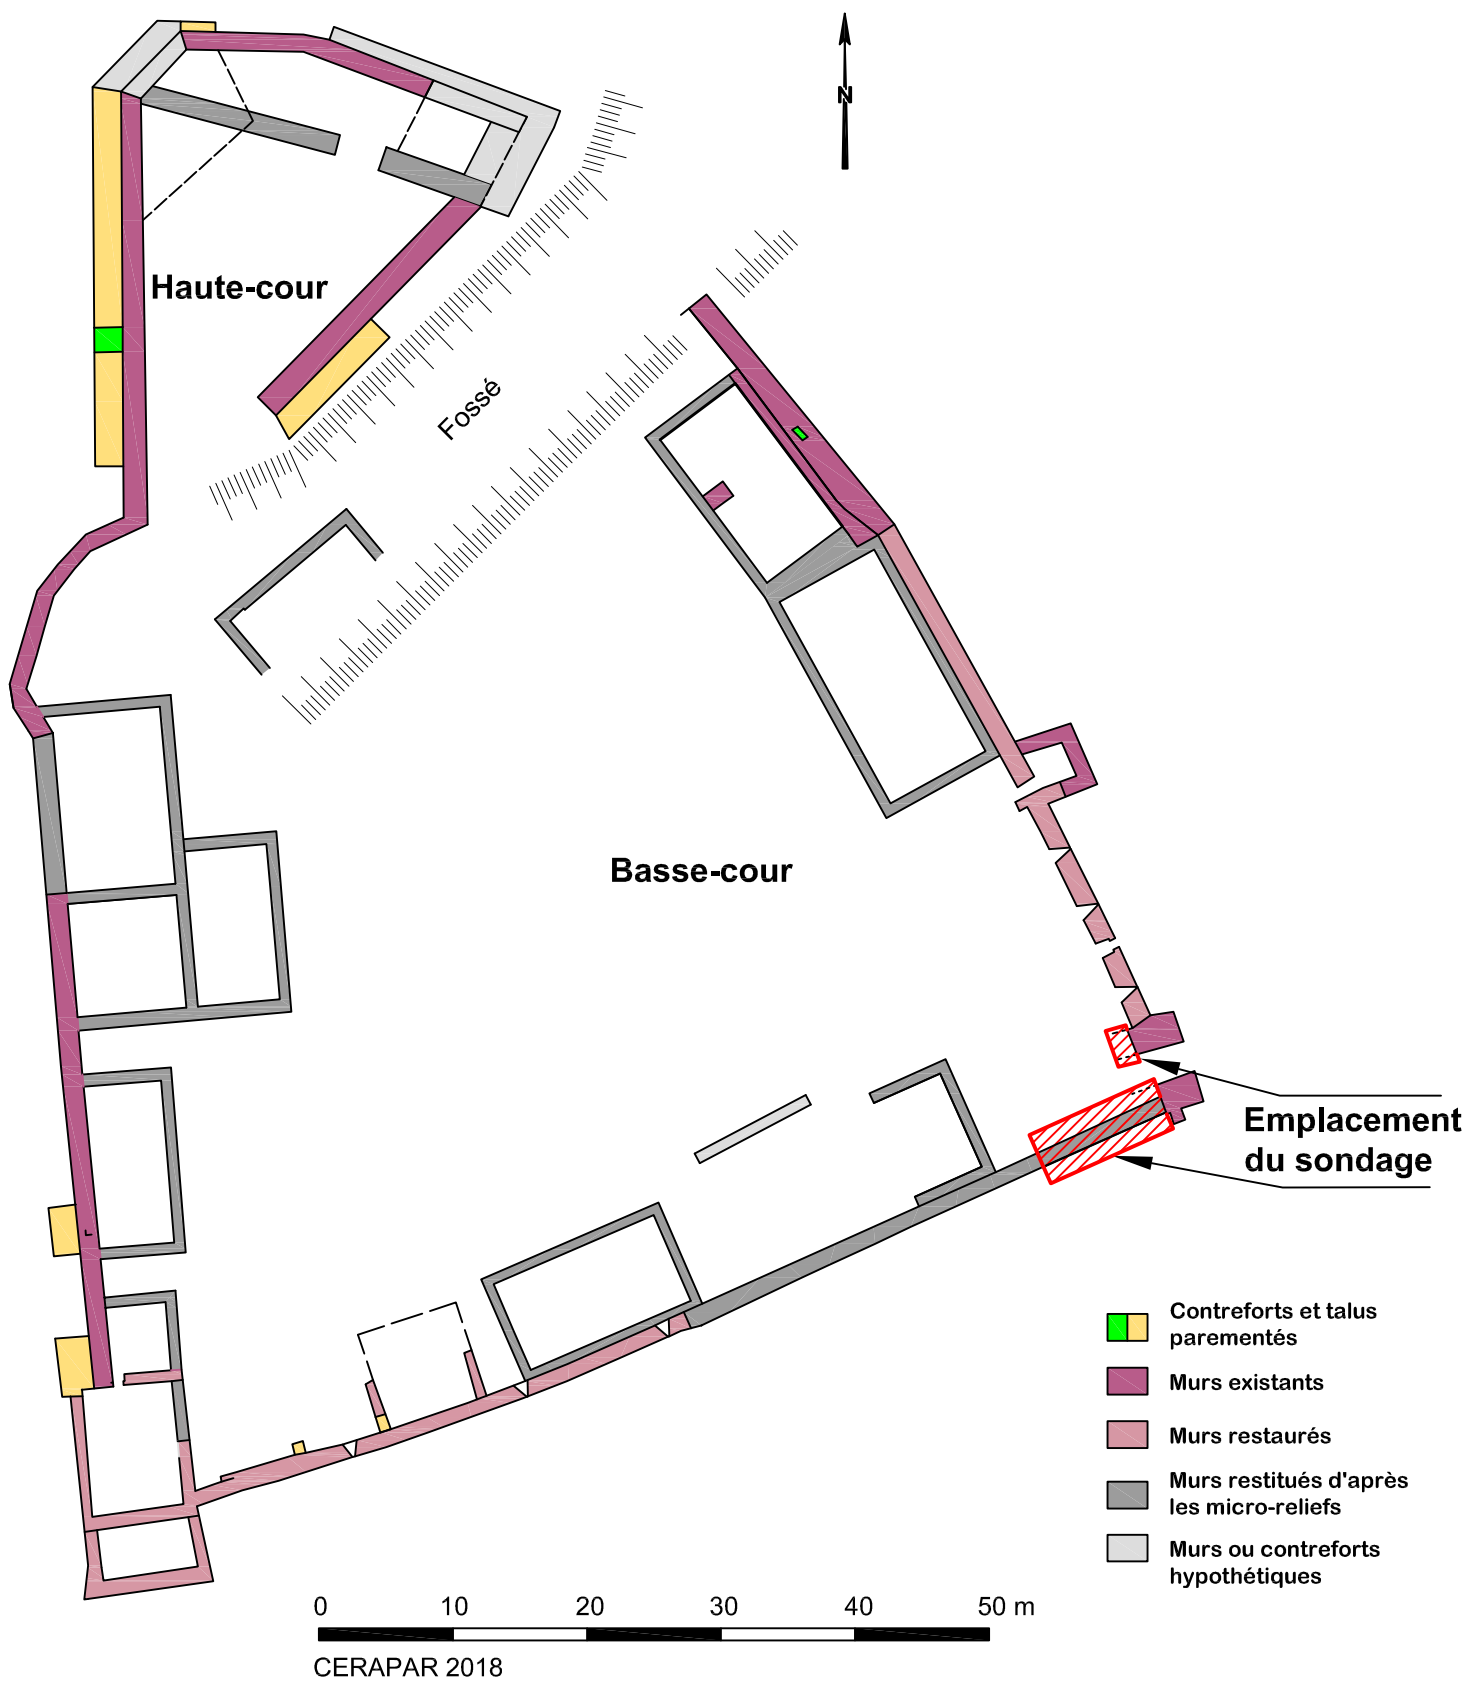 N
Haute-cour
Fossé
Basse-cour
Emplacement
du sondage
Contreforts et talus
parementés
Murs existants
Murs restaurés
Murs restitués d'après
les micro-reliefs
Murs ou contreforts
hypothétiques
0 10 20 30 40 50 m
CERAPAR 2018